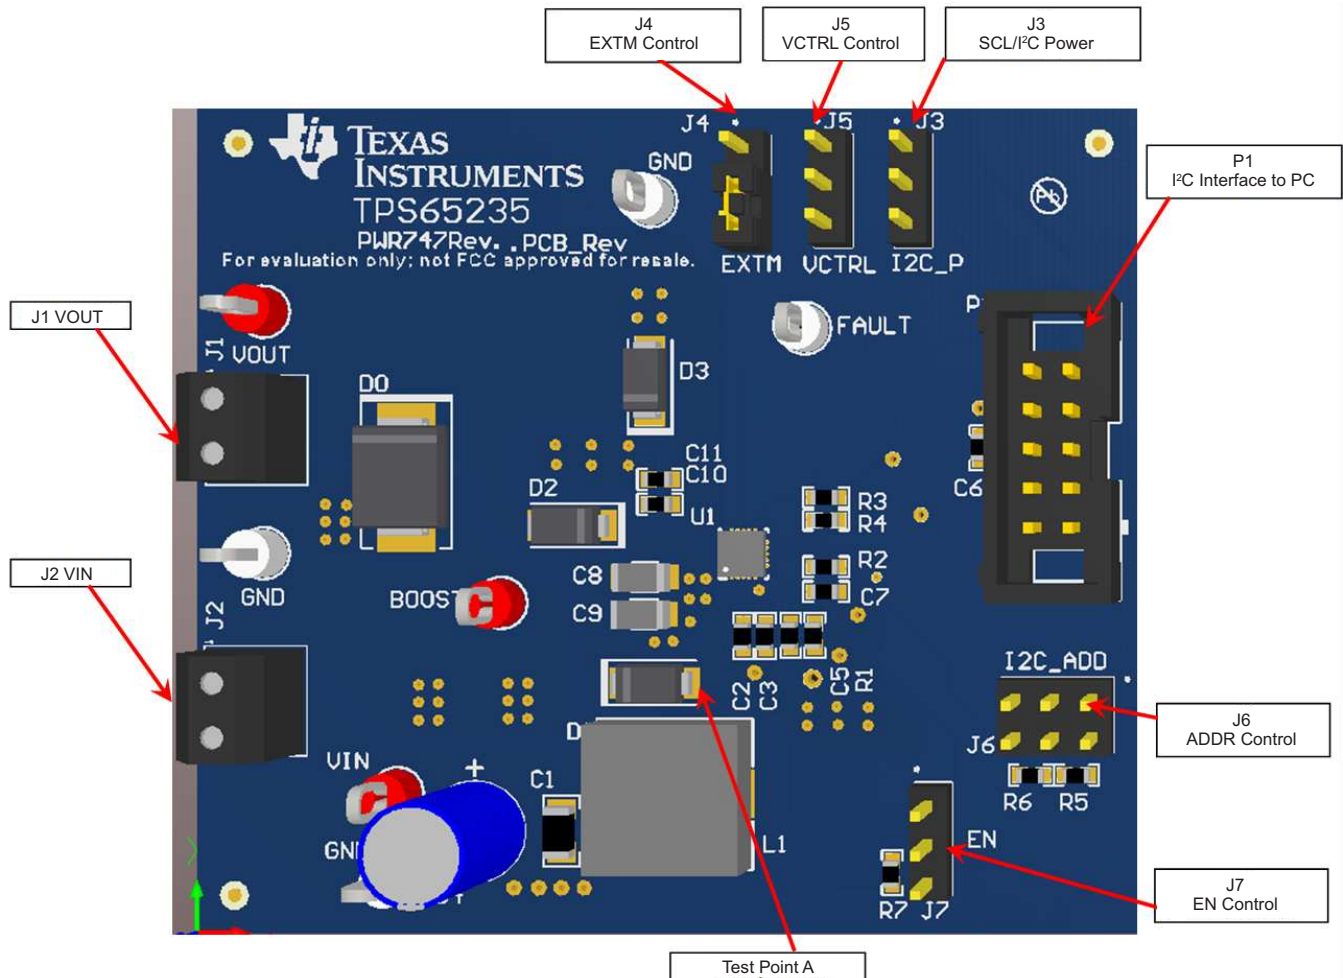 J4
EXTM Control
J5
VCTRL Control
J3
SCL/I²C Power
P1
I²C Interface to PC
J1 VOUT
J2 VIN
J6
ADDR Control
J7
EN Control
Test Point A
TEXAS
INSTRUMENTS
TPS65235
PWR747Rev. .PCB_Rev
For evaluation only; not FCC approved for resale.
GND
J4
J5
J3
EXTM
VCTRL
I2C_P
Pb
FAULT
J1
VOUT
D0
D3
C11
C10
D2
U1
R3
R4
C6
R2
C7
GND
J2
BOOST
C8
C9
C2
C3
C5
R1
I2C_ADD
J6
R6
R5
VIN
+
C1
D
L1
EN
R7
J7